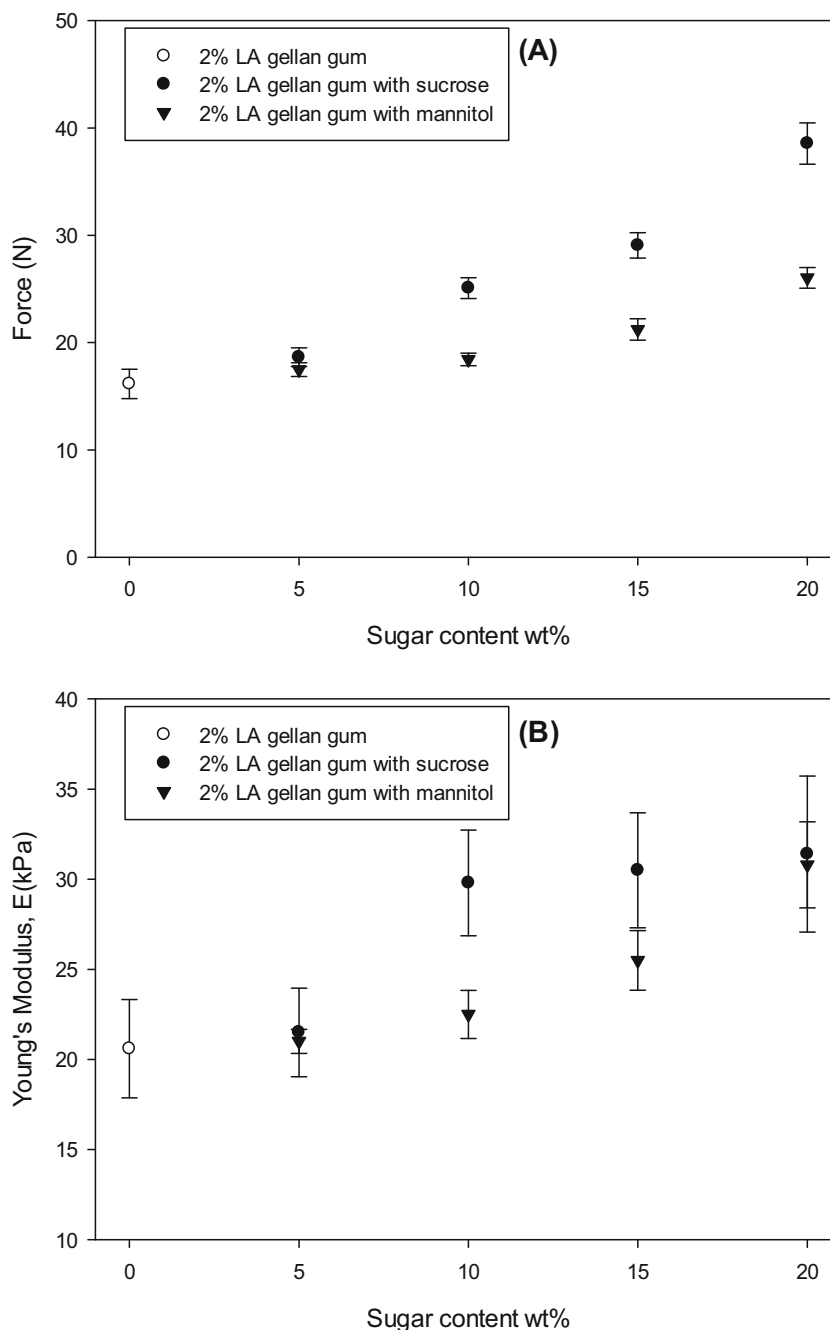 50
2% LA gellan gum
2% LA gellan gum with sucrose
2% LA gellan gum with mannitol
(A)
40
30
20
10
0
Force (N)
0 5 10 15 20
Sugar content wt%
40
2% LA gellan gum
2% LA gellan gum with sucrose
2% LA gellan gum with mannitol
(B)
35
30
25
20
15
10
Young's Modulus, E(kPa)
0 5 10 15 20
Sugar content wt%